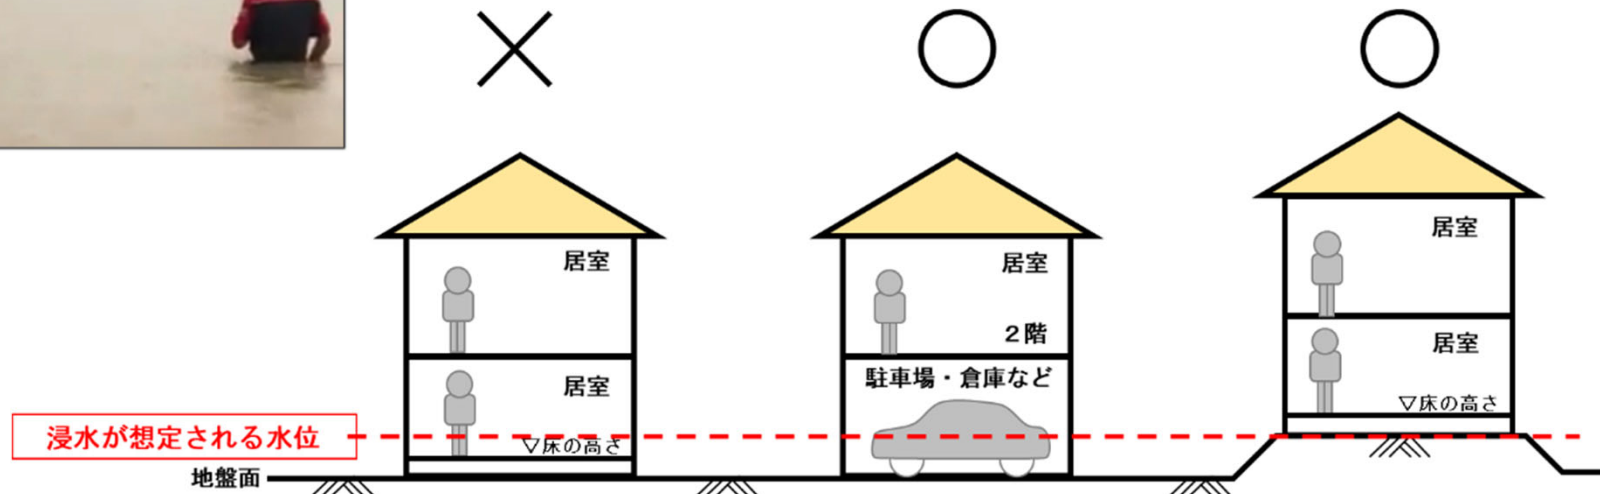 居室
居室
▽床の高さ
居室
2階
駐車場・倉庫など
居室
居室
▽床の高さ
浸水が想定される水位
地盤面